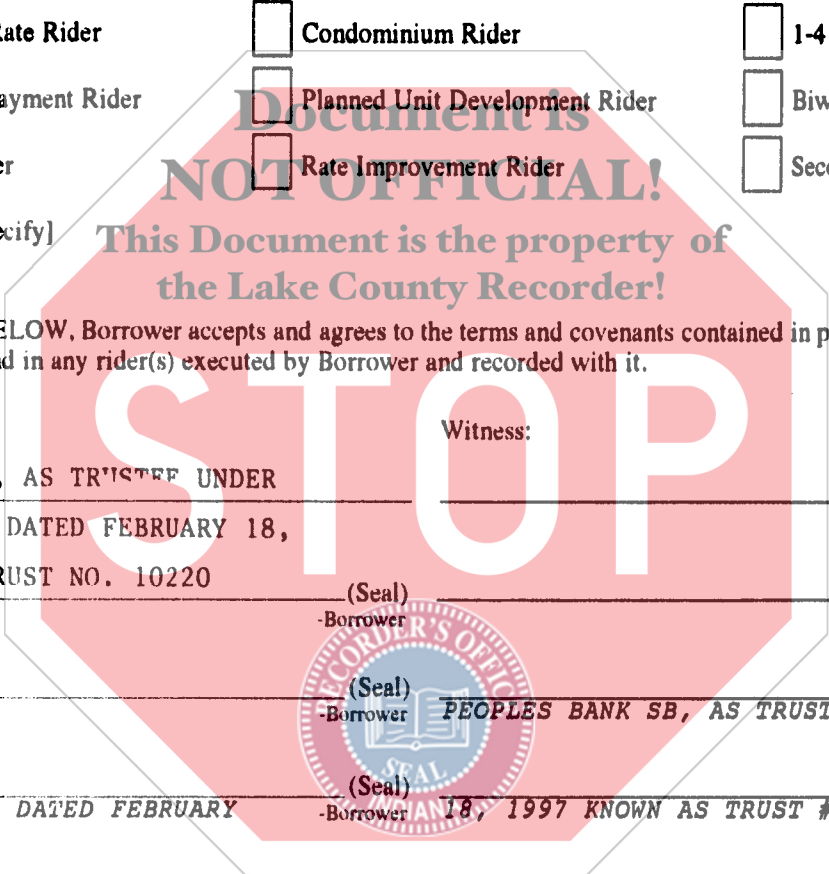 ate Rider Condominium Rider 1-4
ayment Rider Planned Unit Development Rider Biw
Document is
er Rate Improvement Rider Seco
NOT OFFICIAL!
ecify]
This Document is the property of
the Lake County Recorder!
ELOW, Borrower accepts and agrees to the terms and covenants contained in p
d in any rider(s) executed by Borrower and recorded with it.
STOP
Witness:
, AS TRUSTEE UNDER
DATED FEBRUARY 18,
RUST NO. 10220
(Seal)
-Borrower
RECORDER'S OFFIC
(Seal)
-Borrower PEOPLES BANK SB, AS TRUST
SEAL
INDIANA
(Seal)
DATED FEBRUARY -Borrower 18, 1997 KNOWN AS TRUST #